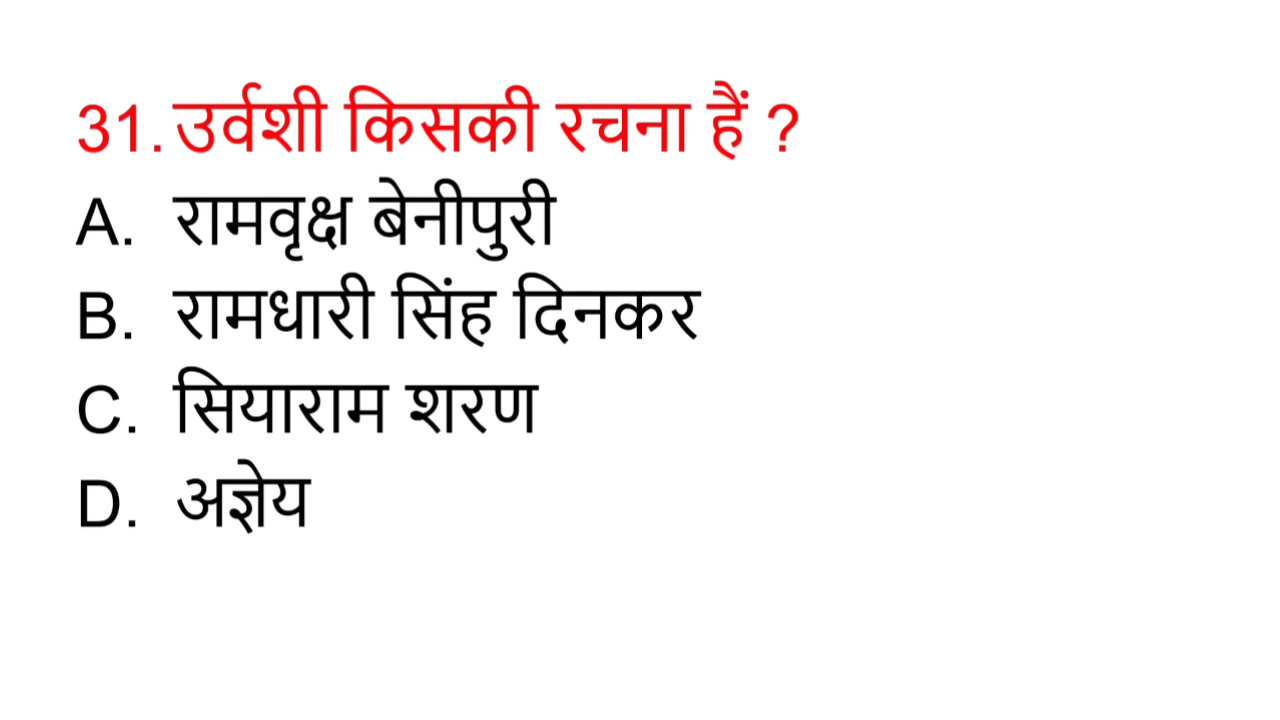 31. उर्वशी किसकी रचना हैं ?
A. रामवृक्ष बेनीपुरी
B. रामधारी सिंह दिनकर
C. सियाराम शरण
D. अज्ञेय